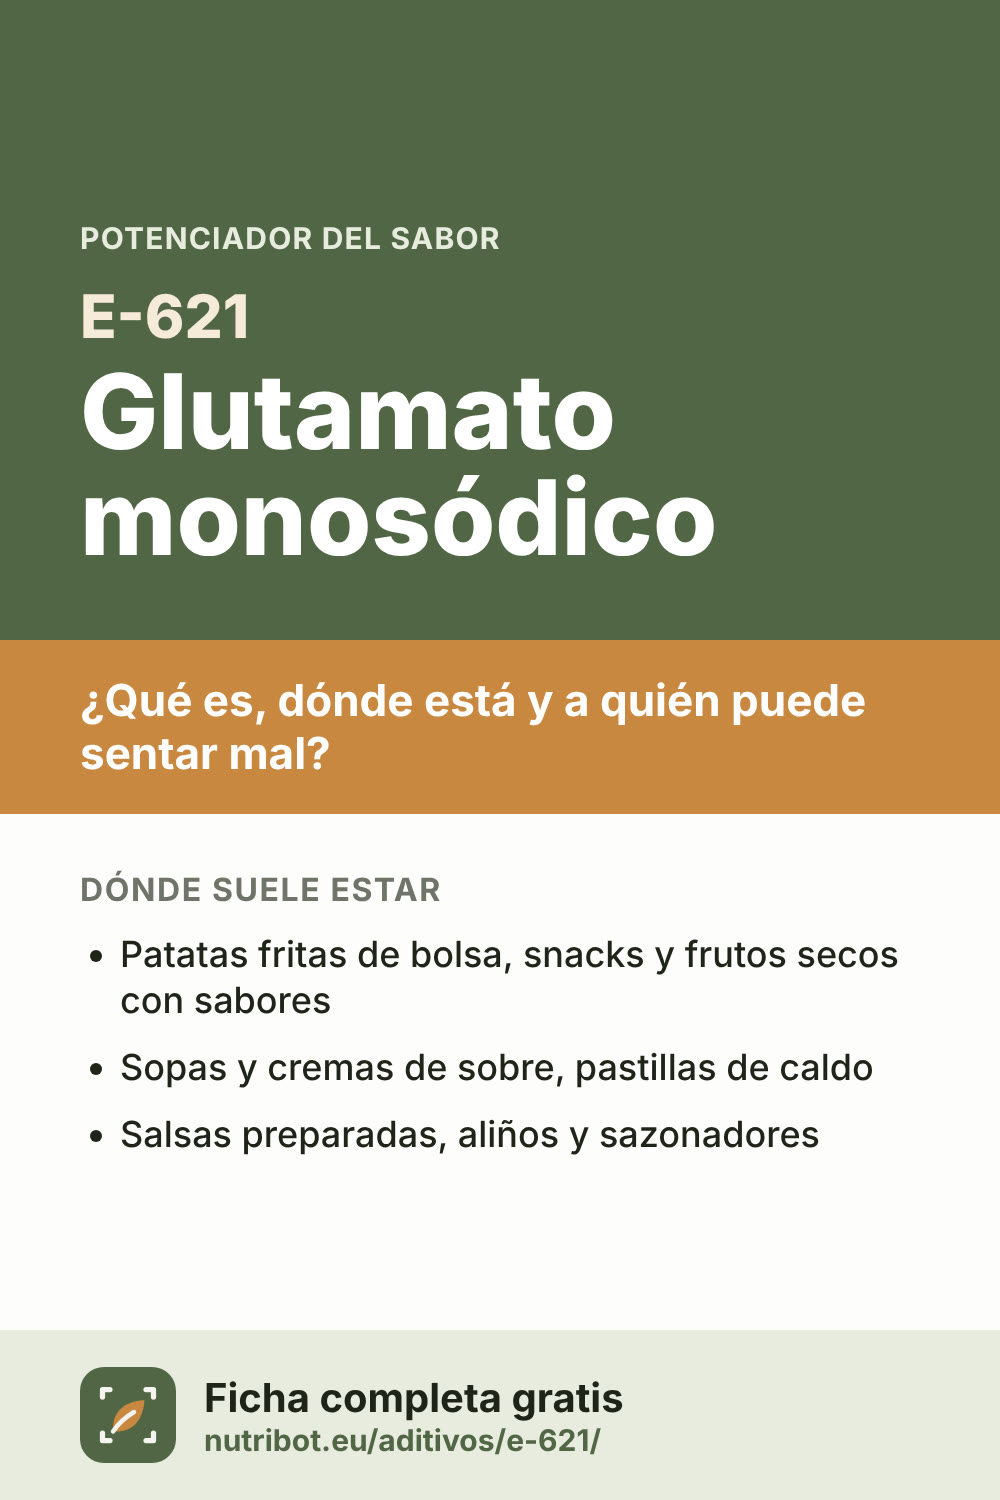 POTENCIADOR DEL SABOR
E-621
Glutamato
monosódico
¿Qué es, dónde está y a quién puede
sentar mal?
DÓNDE SUELE ESTAR
• Patatas fritas de bolsa, snacks y frutos secos
con sabores
• Sopas y cremas de sobre, pastillas de caldo
• Salsas preparadas, aliños y sazonadores
Ficha completa gratis
nutribot.eu/aditivos/e-621/